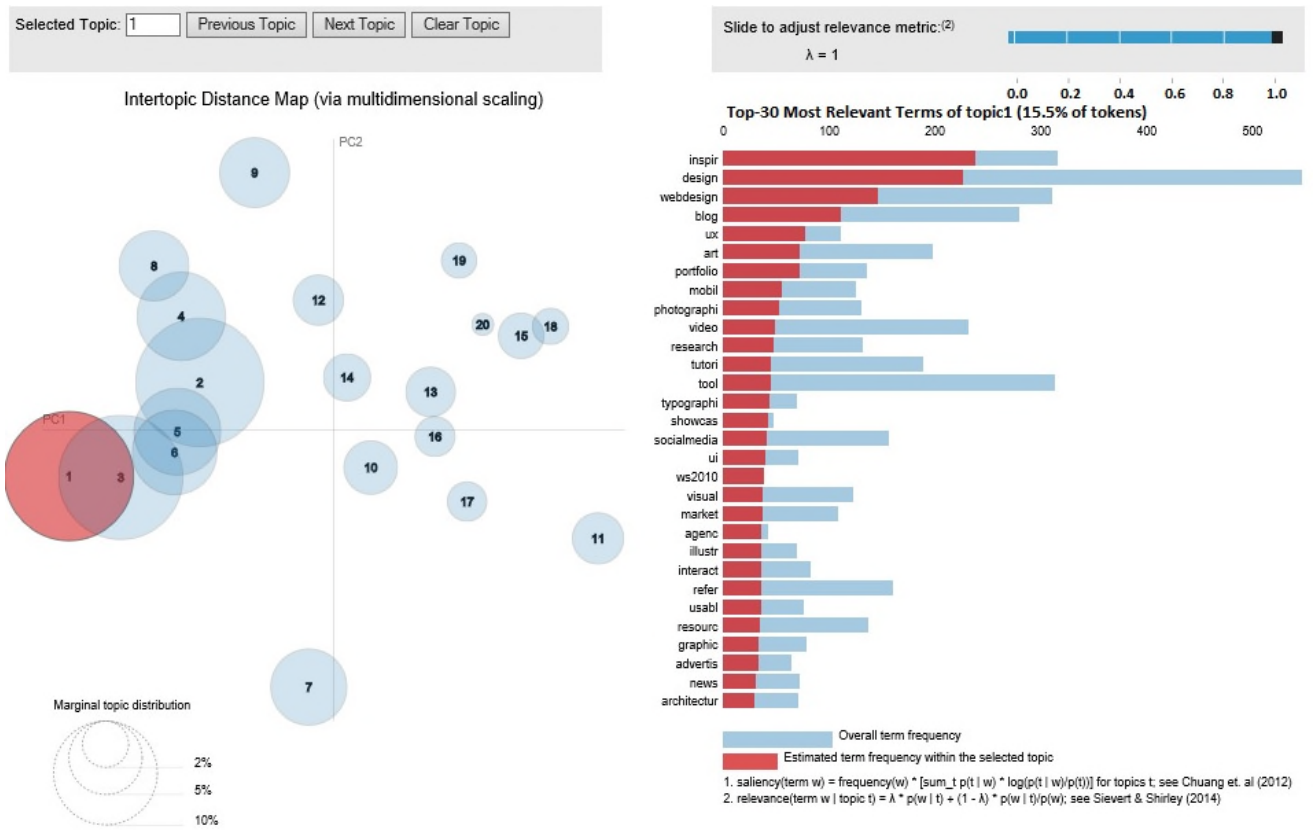 Selected Topic: 1 Previous Topic Next Topic Clear Topic
Slide to adjust relevance metric:(2)
λ = 1
0.0 0.2 0.4 0.6 0.8 1.0
Intertopic Distance Map (via multidimensional scaling)
PC2
PC1
9
8
19
12
4
20
15
18
2
14
13
5
16
6
10
1
3
17
11
7
Marginal topic distribution
2%
5%
10%
Top-30 Most Relevant Terms of topic1 (15.5% of tokens)
0 100 200 300 400 500
inspir
design
webdesign
blog
ux
art
portfolio
mobil
photographi
video
research
tutori
tool
typographi
showcas
socialmedia
ui
ws2010
visual
market
agenc
illustr
interact
refer
usabl
resourc
graphic
advertis
news
architectur
Overall term frequency
Estimated term frequency within the selected topic
1. saliency(term w) = frequency(w) * [sum_t p(t | w) * log(p(t | w)/p(t))] for topics t; see Chuang et. al (2012)
2. relevance(term w | topic t) = λ * p(w | t) + (1 - λ) * p(w | t)/p(w); see Sievert & Shirley (2014)